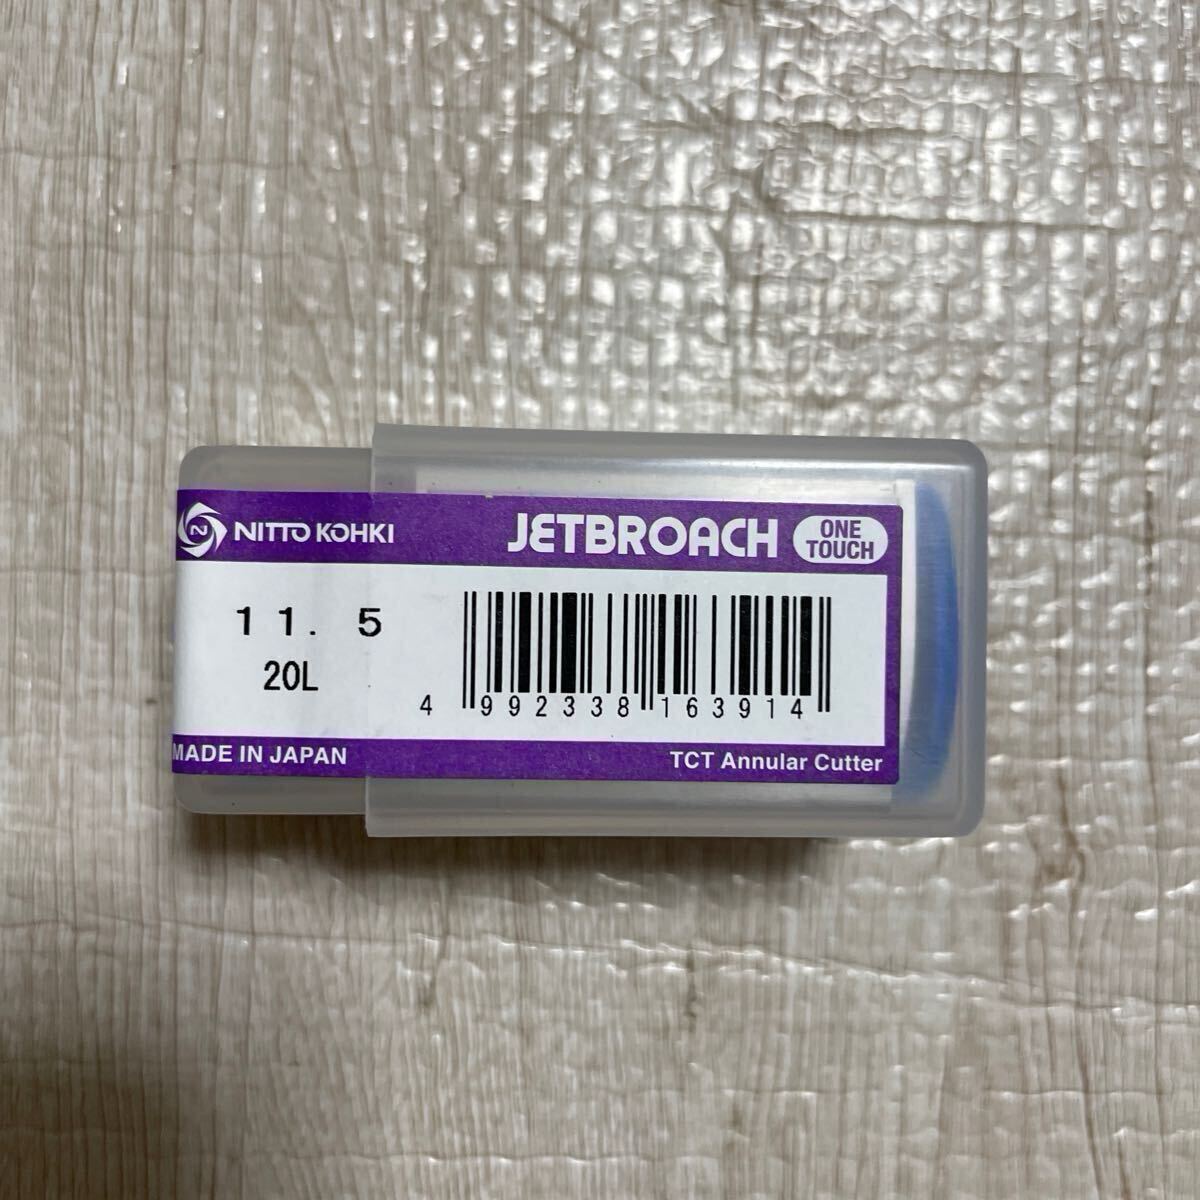 N NITTO KOHKI JETBROACH ONE TOUCH
11. 5
20L
4 992338 163914
MADE IN JAPAN TCT Annular Cutter